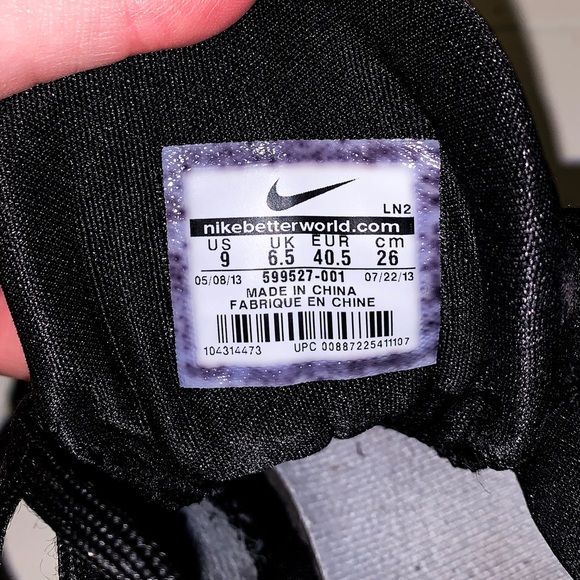 LN2
nikebetterworld.com
US UK EUR cm
9 6.5 40.5 26
05/08/13 599527-001 07/22/13
MADE IN CHINA
FABRIQUE EN CHINE
104314473 UPC 00887225411107